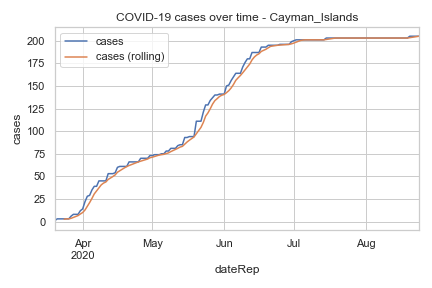 COVID-19 cases over time - Cayman_Islands
cases
cases (rolling)
200
175
150
125
100
75
50
25
0
cases
Apr May Jun Jul Aug
2020
dateRep